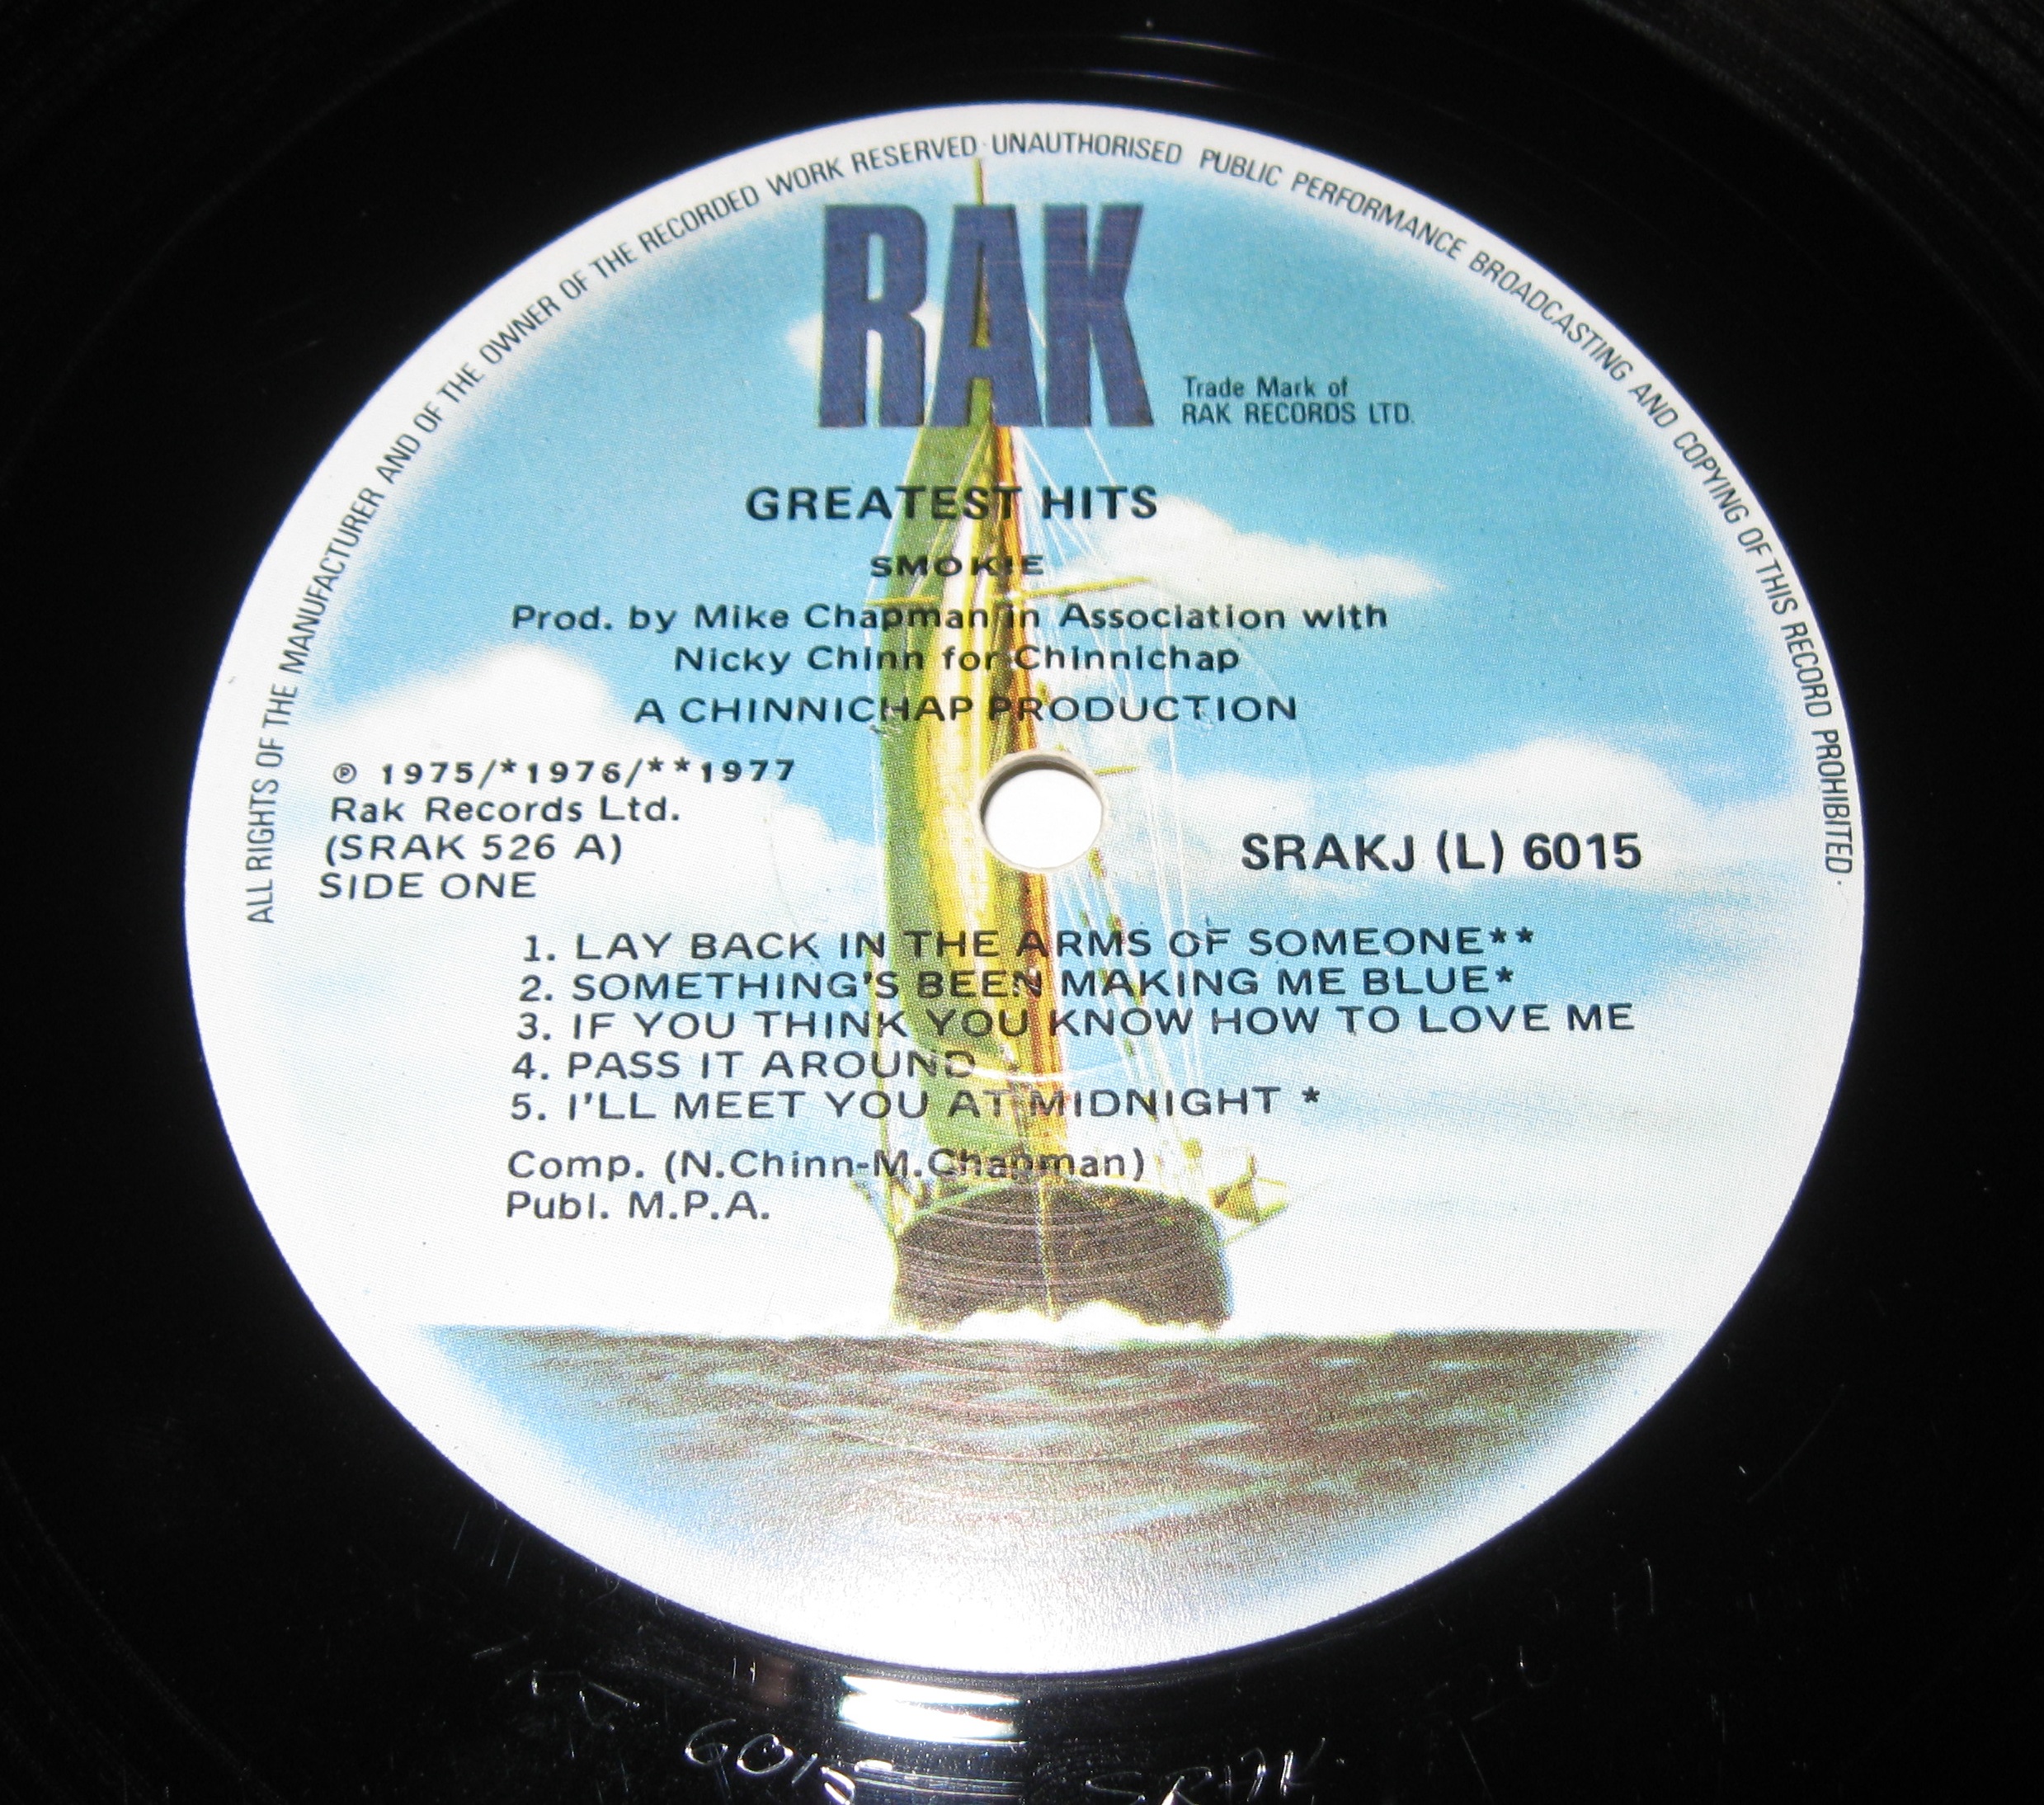 ALL RIGHTS OF THE MANUFACTURER AND OF THE OWNER OF THE RECORDED WORK RESERVED · UNAUTHORISED PUBLIC PERFORMANCE BROADCASTING AND COPYING OF THIS RECORD PROHIBITED ·
RAK
Trade Mark of
RAK RECORDS LTD.
GREATEST HITS
SMOKIE
Prod. by Mike Chapman in Association with
Nicky Chinn for Chinnichap
A CHINNICHAP PRODUCTION
℗ 1975/*1976/**1977
Rak Records Ltd.
(SRAK 526 A)
SIDE ONE
SRAKJ (L) 6015
1. LAY BACK IN THE ARMS OF SOMEONE**
2. SOMETHING'S BEEN MAKING ME BLUE*
3. IF YOU THINK YOU KNOW HOW TO LOVE ME
4. PASS IT AROUND
5. I'LL MEET YOU AT MIDNIGHT *
Comp. (N.Chinn-M.Chapman)
Publ. M.P.A.
6015 SRAK